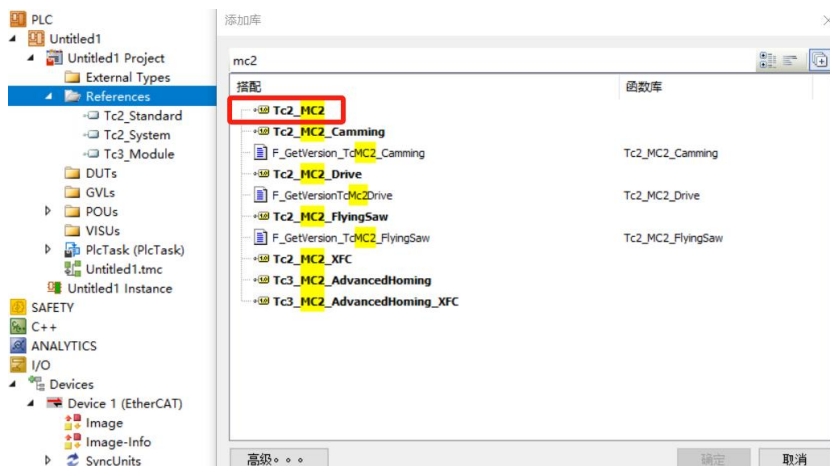 PLC
Untitled1
Untitled1 Project
External Types
References
Tc2_Standard
Tc2_System
Tc3_Module
DUTs
GVLs
POUs
VISUs
PlcTask (PlcTask)
Untitled1.tmc
Untitled1 Instance
SAFETY
C++
ANALYTICS
I/O
Devices
Device 1 (EtherCAT)
Image
Image-Info
SyncUnits
添加库
mc2
搭配 函数库
Tc2_MC2
Tc2_MC2_Camming
F_GetVersion_TcMC2_Camming Tc2_MC2_Camming
Tc2_MC2_Drive
F_GetVersionTcMc2Drive Tc2_MC2_Drive
Tc2_MC2_FlyingSaw
F_GetVersion_TcMC2_FlyingSaw Tc2_MC2_FlyingSaw
Tc2_MC2_XFC
Tc3_MC2_AdvancedHoming
Tc3_MC2_AdvancedHoming_XFC
高级。。。 确定 取消